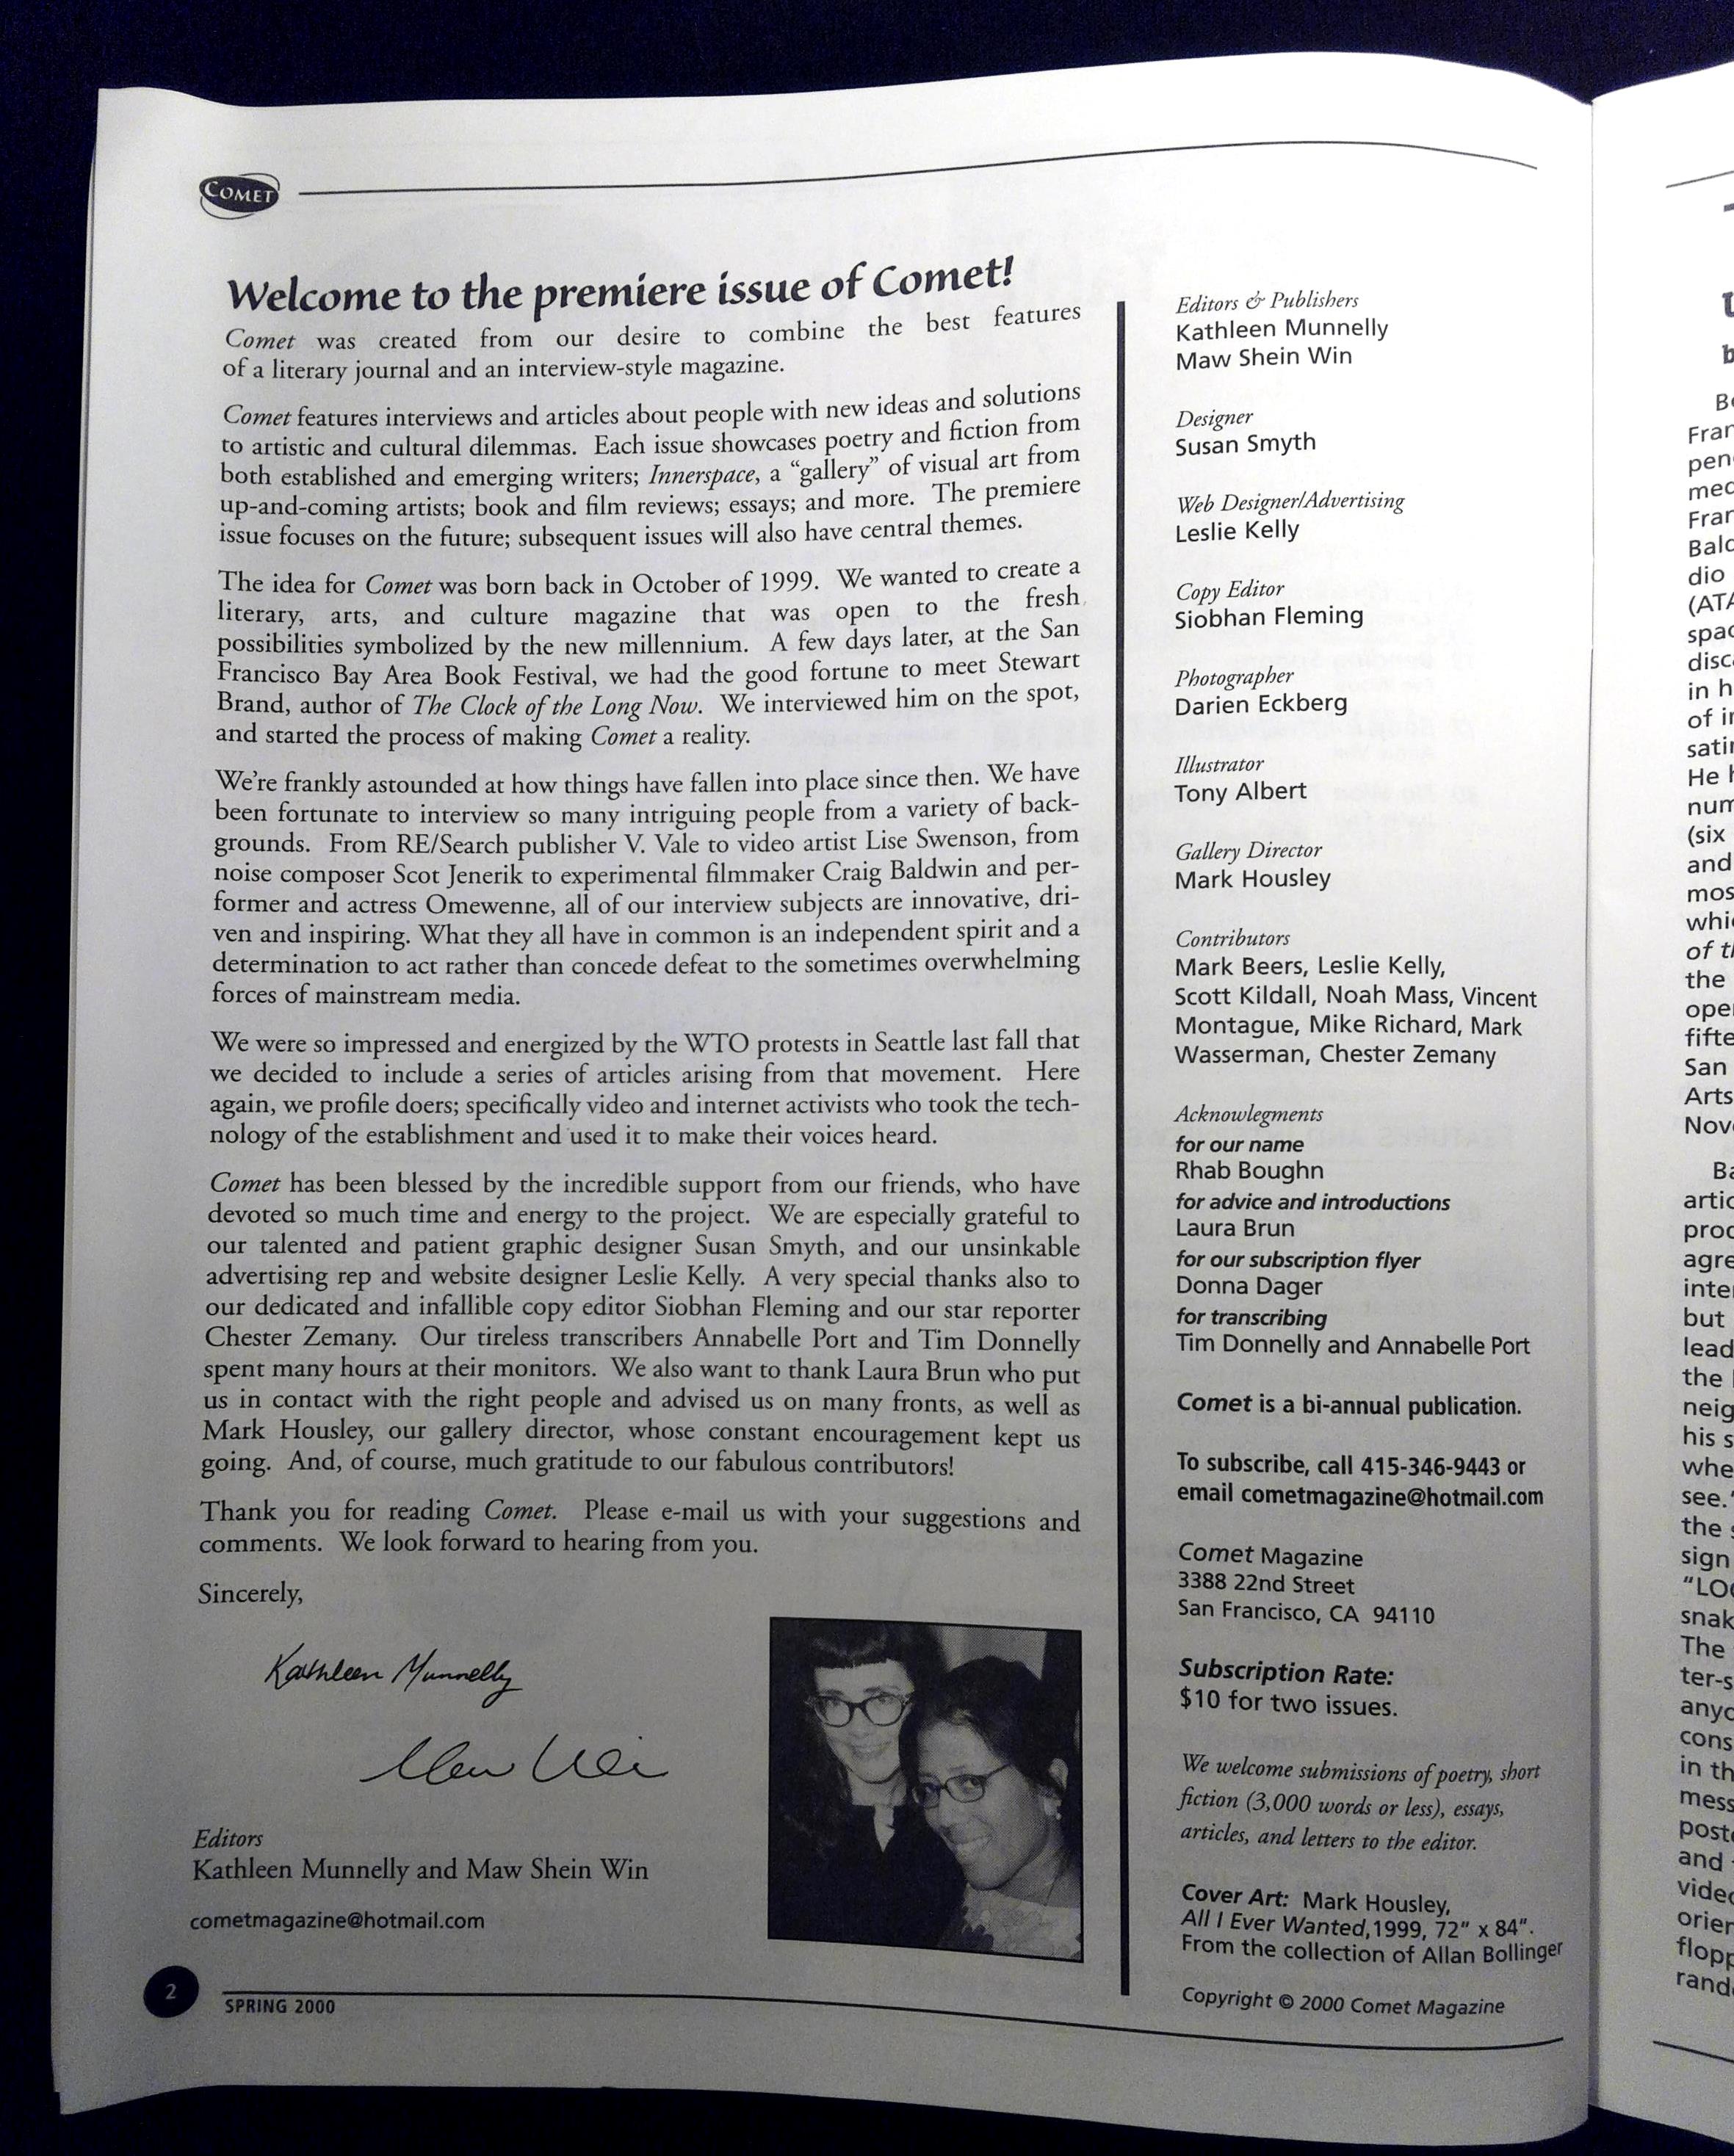 COMET
Welcome to the premiere issue of Comet!
Comet was created from our desire to combine the best features
of a literary journal and an interview-style magazine.
Comet features interviews and articles about people with new ideas and solutions
to artistic and cultural dilemmas. Each issue showcases poetry and fiction from
both established and emerging writers; Innerspace, a “gallery” of visual art from
up-and-coming artists; book and film reviews; essays; and more. The premiere
issue focuses on the future; subsequent issues will also have central themes.
The idea for Comet was born back in October of 1999. We wanted to create a
literary, arts, and culture magazine that was open to the fresh
possibilities symbolized by the new millennium. A few days later, at the San
Francisco Bay Area Book Festival, we had the good fortune to meet Stewart
Brand, author of The Clock of the Long Now. We interviewed him on the spot,
and started the process of making Comet a reality.
We're frankly astounded at how things have fallen into place since then. We have
been fortunate to interview so many intriguing people from a variety of back-
grounds. From RE/Search publisher V. Vale to video artist Lise Swenson, from
noise composer Scot Jenerik to experimental filmmaker Craig Baldwin and per-
former and actress Omewenne, all of our interview subjects are innovative, dri-
ven and inspiring. What they all have in common is an independent spirit and a
determination to act rather than concede defeat to the sometimes overwhelming
forces of mainstream media.
We were so impressed and energized by the WTO protests in Seattle last fall that
we decided to include a series of articles arising from that movement. Here
again, we profile doers; specifically video and internet activists who took the tech-
nology of the establishment and used it to make their voices heard.
Comet has been blessed by the incredible support from our friends, who have
devoted so much time and energy to the project. We are especially grateful to
our talented and patient graphic designer Susan Smyth, and our unsinkable
advertising rep and website designer Leslie Kelly. A very special thanks also to
our dedicated and infallible copy editor Siobhan Fleming and our star reporter
Chester Zemany. Our tireless transcribers Annabelle Port and Tim Donnelly
spent many hours at their monitors. We also want to thank Laura Brun who put
us in contact with the right people and advised us on many fronts, as well as
Mark Housley, our gallery director, whose constant encouragement kept us
going. And, of course, much gratitude to our fabulous contributors!
Thank you for reading Comet. Please e-mail us with your suggestions and
comments. We look forward to hearing from you.
Sincerely,
Kathleen Munnelly
Maw Win
Editors
Kathleen Munnelly and Maw Shein Win
cometmagazine@hotmail.com
2
SPRING 2000
Editors & Publishers
Kathleen Munnelly
Maw Shein Win
Designer
Susan Smyth
Web Designer/Advertising
Leslie Kelly
Copy Editor
Siobhan Fleming
Photographer
Darien Eckberg
Illustrator
Tony Albert
Gallery Director
Mark Housley
Contributors
Mark Beers, Leslie Kelly,
Scott Kildall, Noah Mass, Vincent
Montague, Mike Richard, Mark
Wasserman, Chester Zemany
Acknowlegments
for our name
Rhab Boughn
for advice and introductions
Laura Brun
for our subscription flyer
Donna Dager
for transcribing
Tim Donnelly and Annabelle Port
Comet is a bi-annual publication.
To subscribe, call 415-346-9443 or
email cometmagazine@hotmail.com
Comet Magazine
3388 22nd Street
San Francisco, CA 94110
Subscription Rate:
$10 for two issues.
We welcome submissions of poetry, short
fiction (3,000 words or less), essays,
articles, and letters to the editor.
Cover Art: Mark Housley,
All I Ever Wanted,1999, 72" x 84".
From the collection of Allan Bollinger
Copyright © 2000 Comet Magazine
dio
(ATA
in h
of in
He h
(six
and
of th
the
San
Arts
but
lead
his s
see."
the
sign
"LOO
The
in th
and